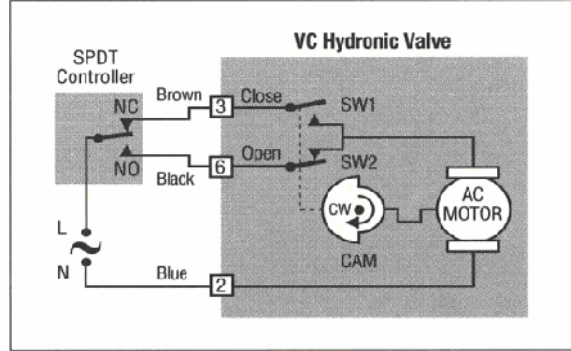 VC Hydronic Valve
SPDT
Controller
NC
Brown
3
Close
SW1
NO
Black
6
Open
SW2
CW
CAM
AC
MOTOR
L
N
Blue
2